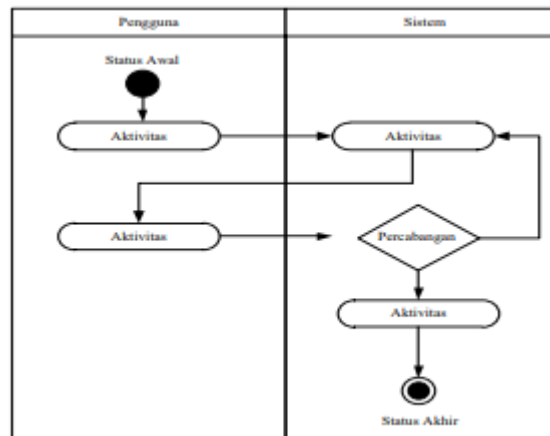 Pengguna
Sistem
Status Awal
Aktivitas
Aktivitas
Aktivitas
Percabangan
Aktivitas
Status Akhir